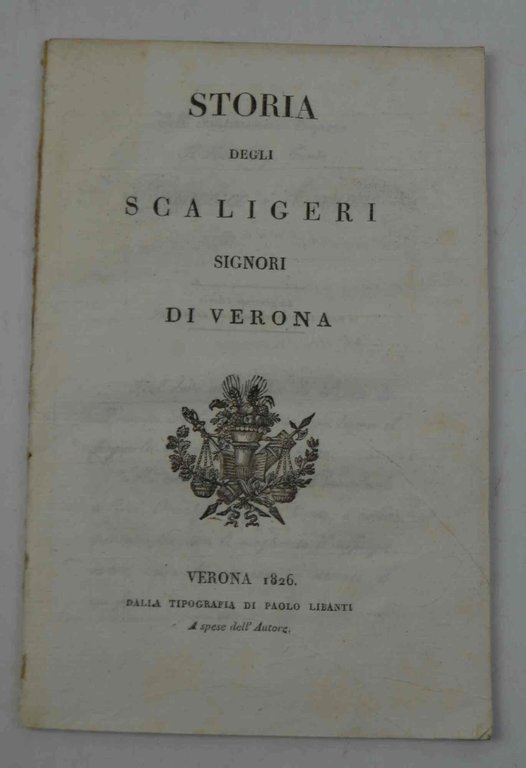 STORIA
DEGLI
SCALIGERI
SIGNORI
DI VERONA
VERONA 1826.
DALLA TIPOGRAFIA DI PAOLO LIBANTI
A spese dell' Autore.